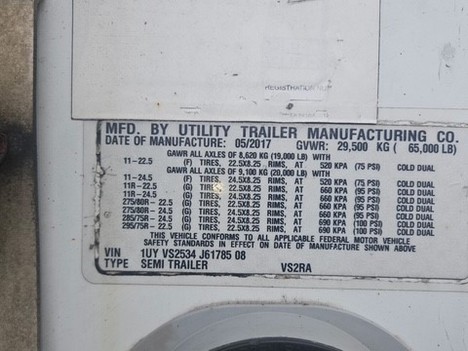 REGISTRATION
MFD. BY UTILITY TRAILER MANUFACTURING CO.
DATE OF MANUFACTURE: 05/2017 GVWR: 29,500 KG ( 65,000 LB)
GAWR ALL AXLES OF 8,620 KG (19,000 LB) WITH
11-22.5 (F) TIRES, 22.5X8.25 RIMS, AT 520 KPA (75 PSI) COLD DUAL
GAWR ALL AXLES OF 9,100 KG (20,000 LB) WITH
11-24.5 (F) TIRES, 24.5X8.25 RIMS, AT 520 KPA (75 PSI) COLD DUAL
11R-22.5 (G) TIRES, 22.5X8.25 RIMS, AT 660 KPA (95 PSI) COLD DUAL
11R-24.5 (G) TIRES, 24.5X8.25 RIMS, AT 660 KPA (95 PSI) COLD DUAL
275/80R-22.5 (G) TIRES, 22.5X8.25 RIMS, AT 660 KPA (95 PSI) COLD DUAL
275/80R-24.5 (G) TIRES, 24.5X8.25 RIMS, AT 660 KPA (95 PSI) COLD DUAL
285/75R-24.5 (G) TIRES, 24.5X8.25 RIMS, AT 690 KPA (100 PSI) COLD DUAL
295/75R-22.5 (G) TIRES, 22.5X8.25 RIMS, AT 690 KPA (100 PSI) COLD DUAL
THIS VEHICLE CONFORMS TO ALL APPLICABLE FEDERAL MOTOR VEHICLE
SAFETY STANDARDS IN EFFECT ON DATE OF MANUFACTURE SHOWN ABOVE
VIN 1UY VS2534 J61785 08
TYPE SEMI TRAILER VS2RA